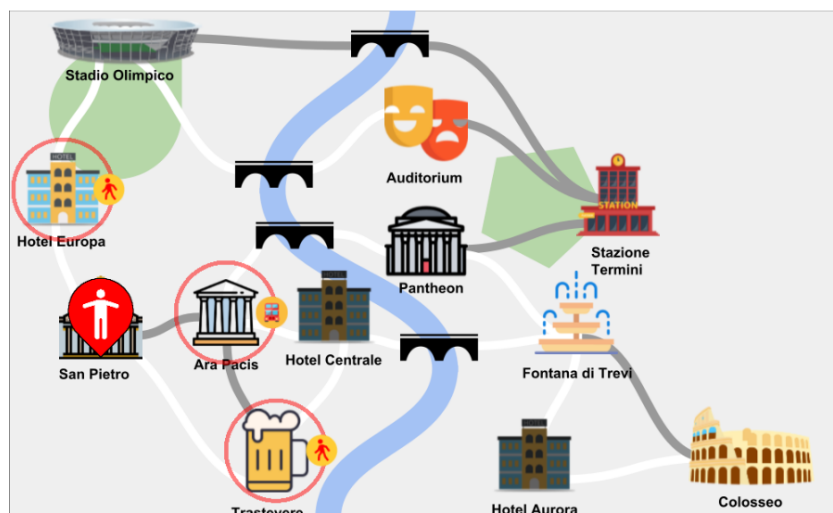 Stadio Olimpico
HOTEL
Auditorium
STATION
Hotel Europa
Stazione
Termini
Pantheon
San Pietro
Ara Pacis
Hotel Centrale
Fontana di Trevi
Trastevere
Hotel Aurora
Colosseo